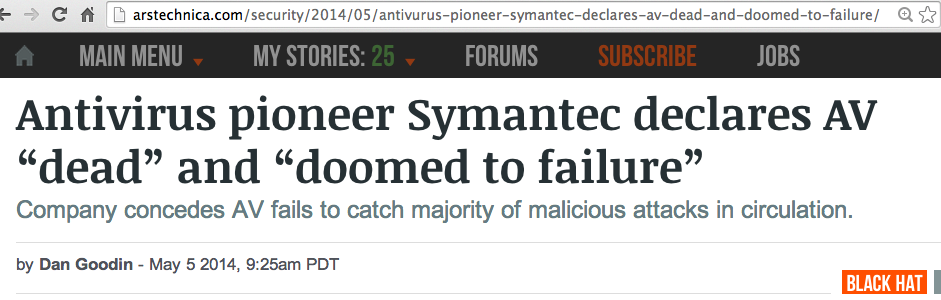 arstechnica.com/security/2014/05/antivurus-pioneer-symantec-declares-av-dead-and-doomed-to-failure/
MAIN MENU MY STORIES: 25 FORUMS SUBSCRIBE JOBS
Antivirus pioneer Symantec declares AV
“dead” and “doomed to failure”
Company concedes AV fails to catch majority of malicious attacks in circulation.
by Dan Goodin - May 5 2014, 9:25am PDT
BLACK HAT